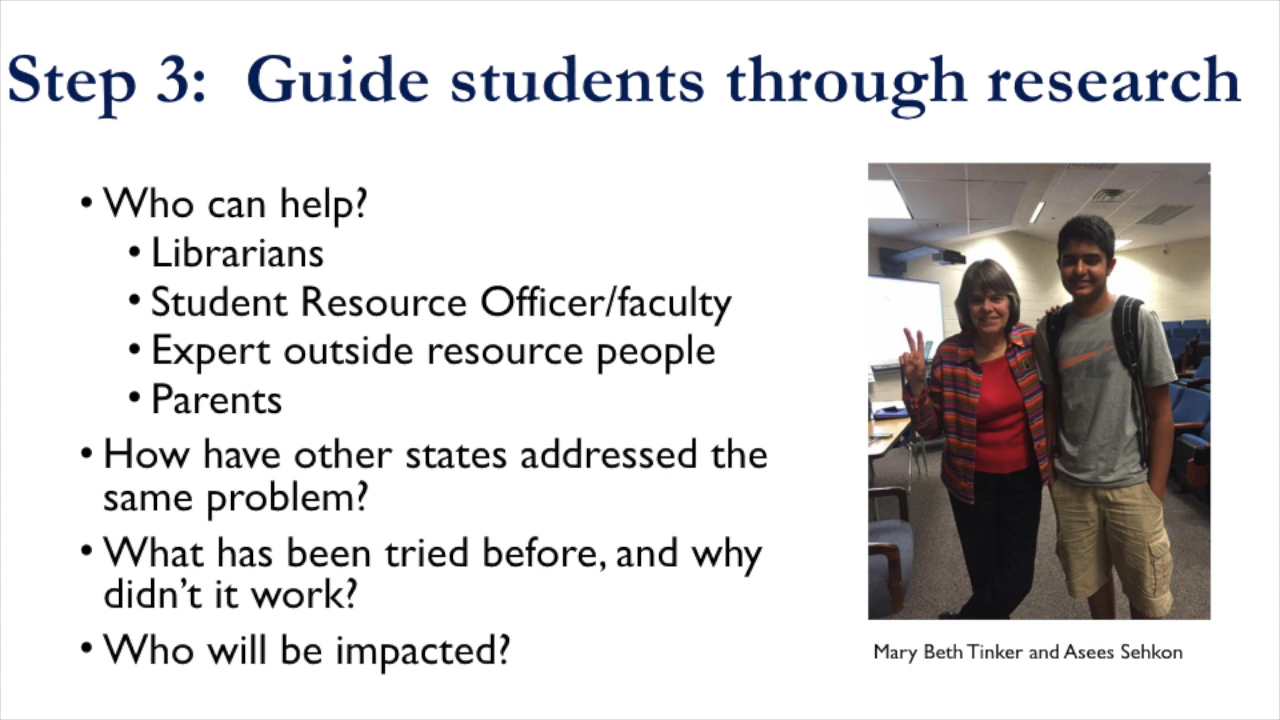 Step 3: Guide students through research
• Who can help?
• Librarians
• Student Resource Officer/faculty
• Expert outside resource people
• Parents
• How have other states addressed the
same problem?
• What has been tried before, and why
didn't it work?
• Who will be impacted?
Mary Beth Tinker and Asees Sehkon